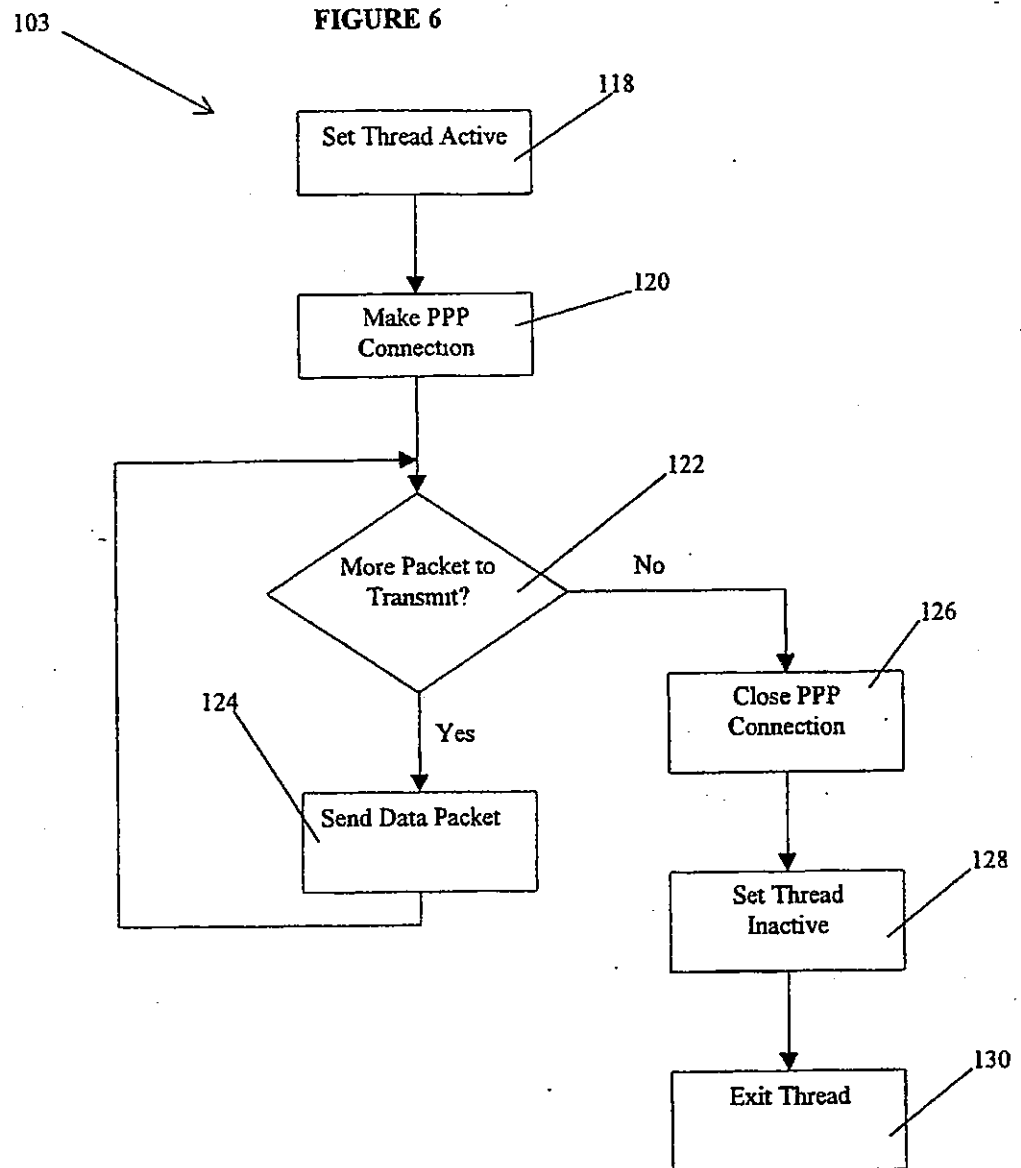 FIGURE 6
103
118
Set Thread Active
120
Make PPP
Connection
122
More Packet to
Transmit?
No
126
Close PPP
Connection
124
Yes
Send Data Packet
128
Set Thread
Inactive
130
Exit Thread